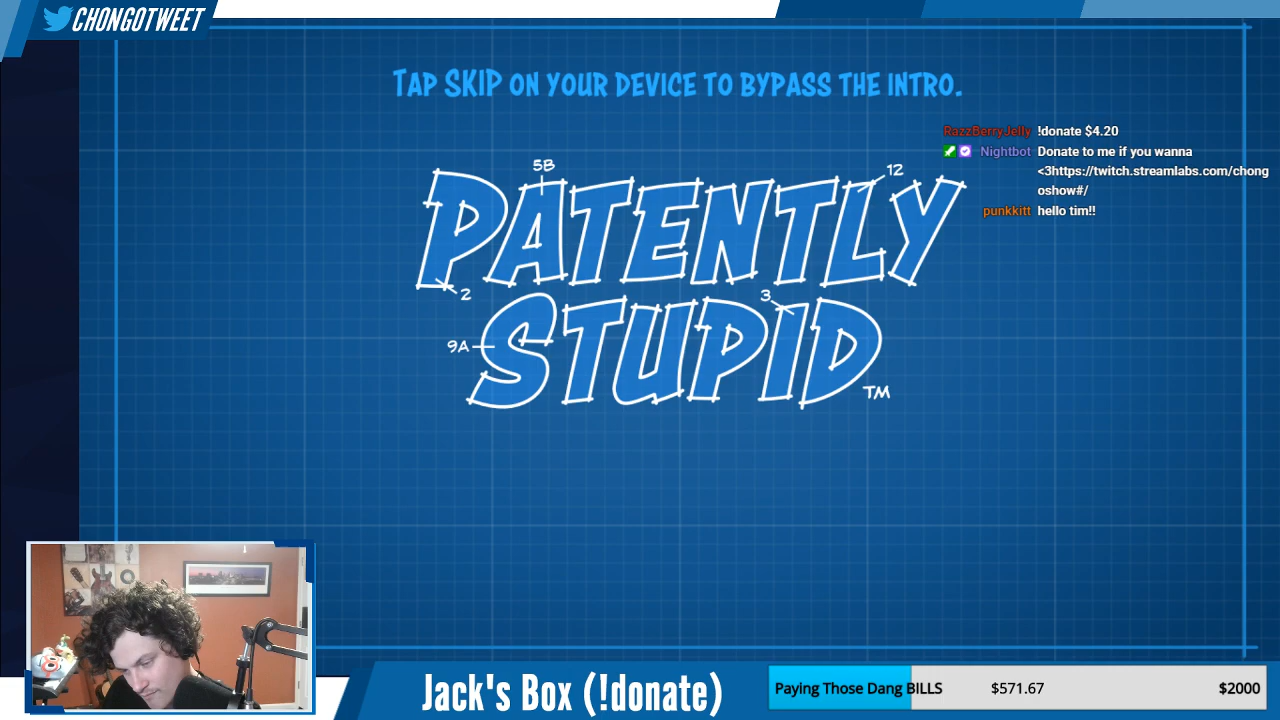 CHONGOTWEET
TAP SKIP ON YOUR DEVICE TO BYPASS THE INTRO.
RazzBerryJelly !donate $4.20
Nightbot Donate to me if you wanna
<3https://twitch.streamlabs.com/chong
oshow#/
punkkitt hello tim!!
5B
12
PATENTLY
2
3
9A
STUPID
TM
Jack's Box (!donate)
Paying Those Dang BILLS $571.67 $2000